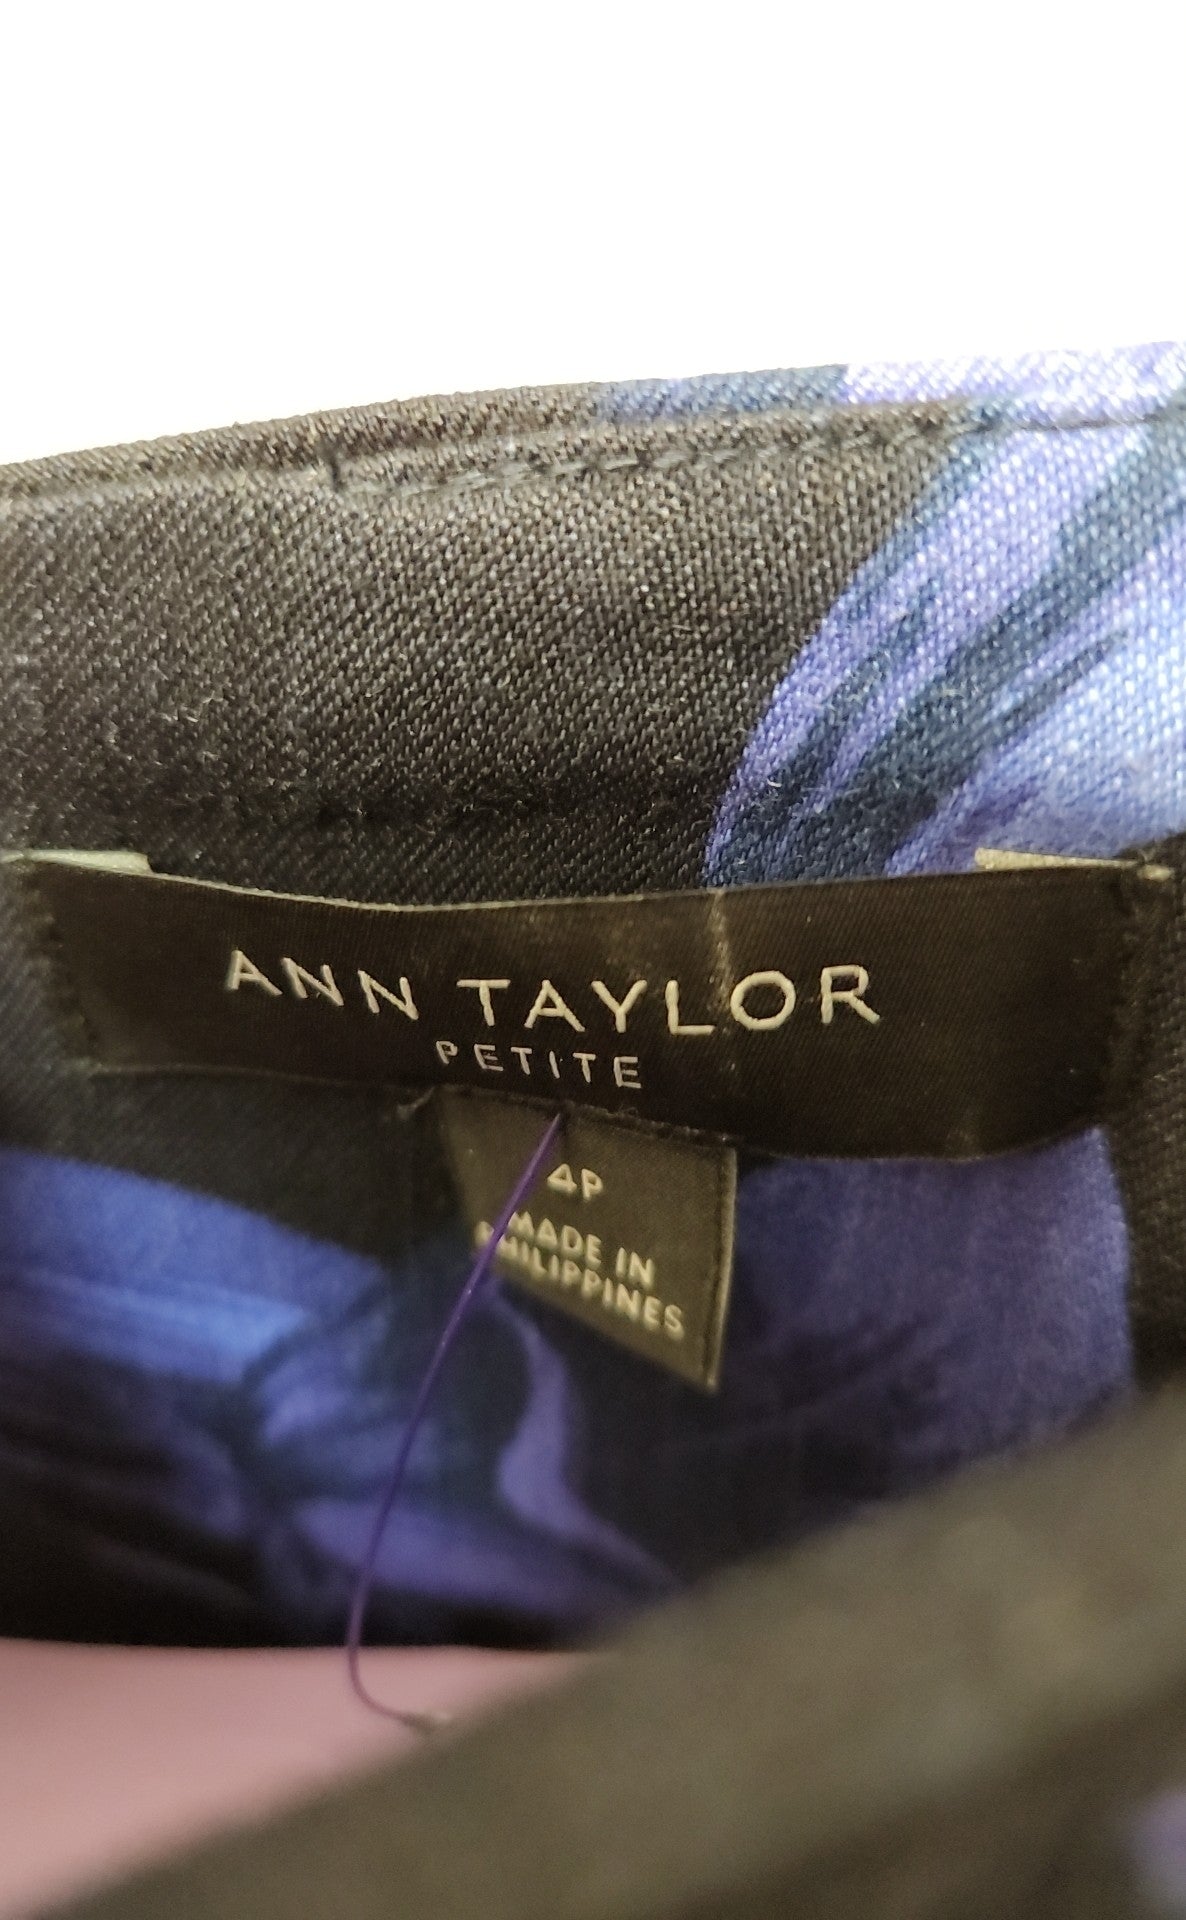 ANN TAYLOR
PETITE
4P
MADE IN
PHILIPPINES